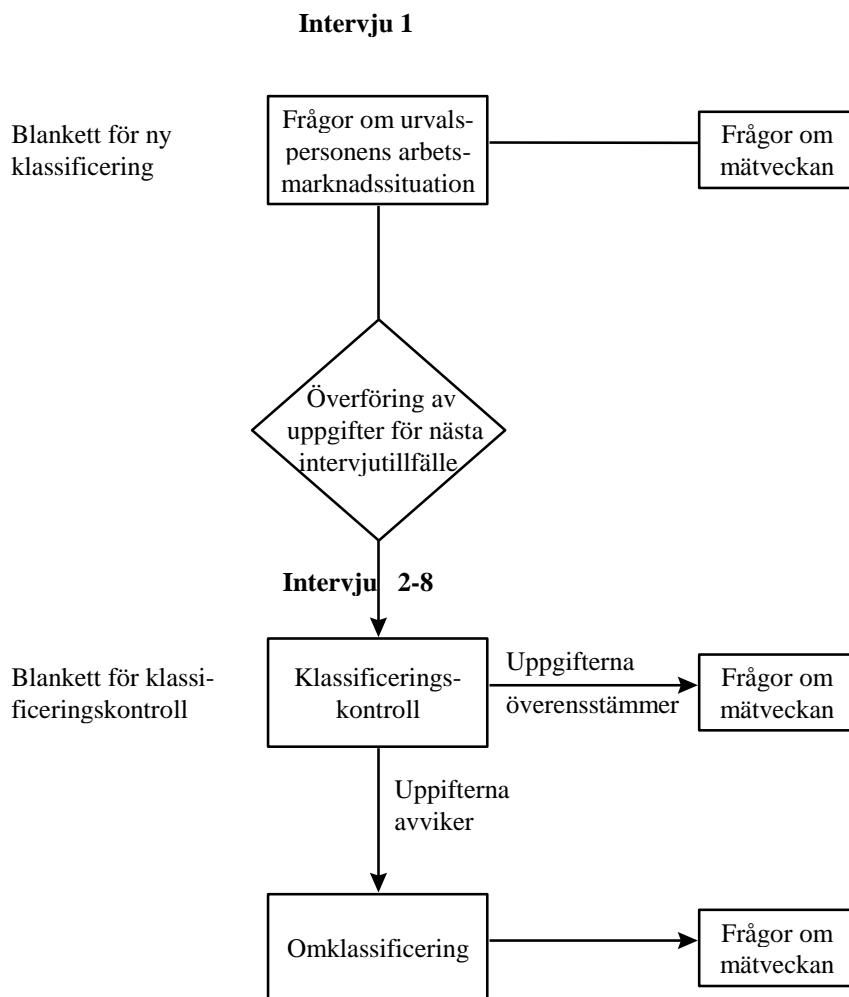 Intervju 1
Blankett för ny
klassificering
Frågor om urvals-
personens arbets-
marknadssituation
Frågor om
mätveckan
Överföring av
uppgifter för nästa
intervjutillfälle
Intervju 2-8
Blankett för klassi-
ficeringskontroll
Klassificerings-
kontroll
Uppgifterna
överensstämmer
Frågor om
mätveckan
Uppifterna
avviker
Omklassificering
Frågor om
mätveckan